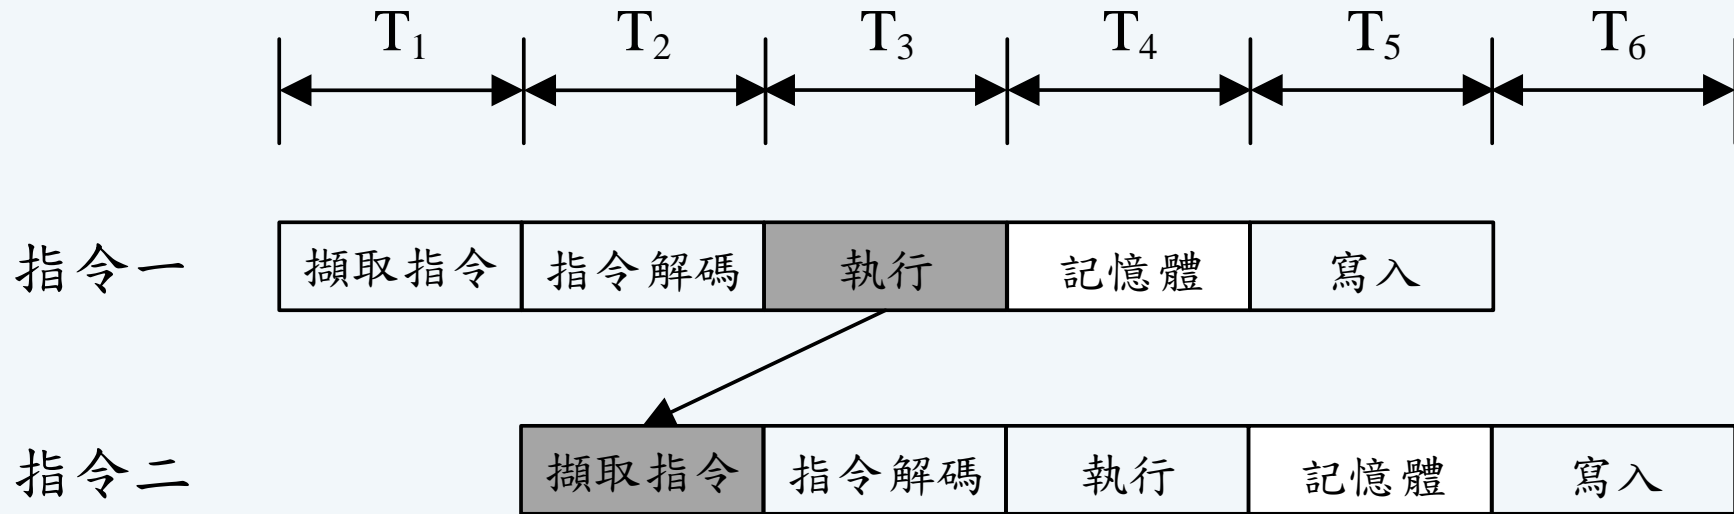 T₁ T₂ T₃ T₄ T₅ T₆
指令一 擷取指令 指令解碼 執行 記憶體 寫入
指令二 擷取指令 指令解碼 執行 記憶體 寫入